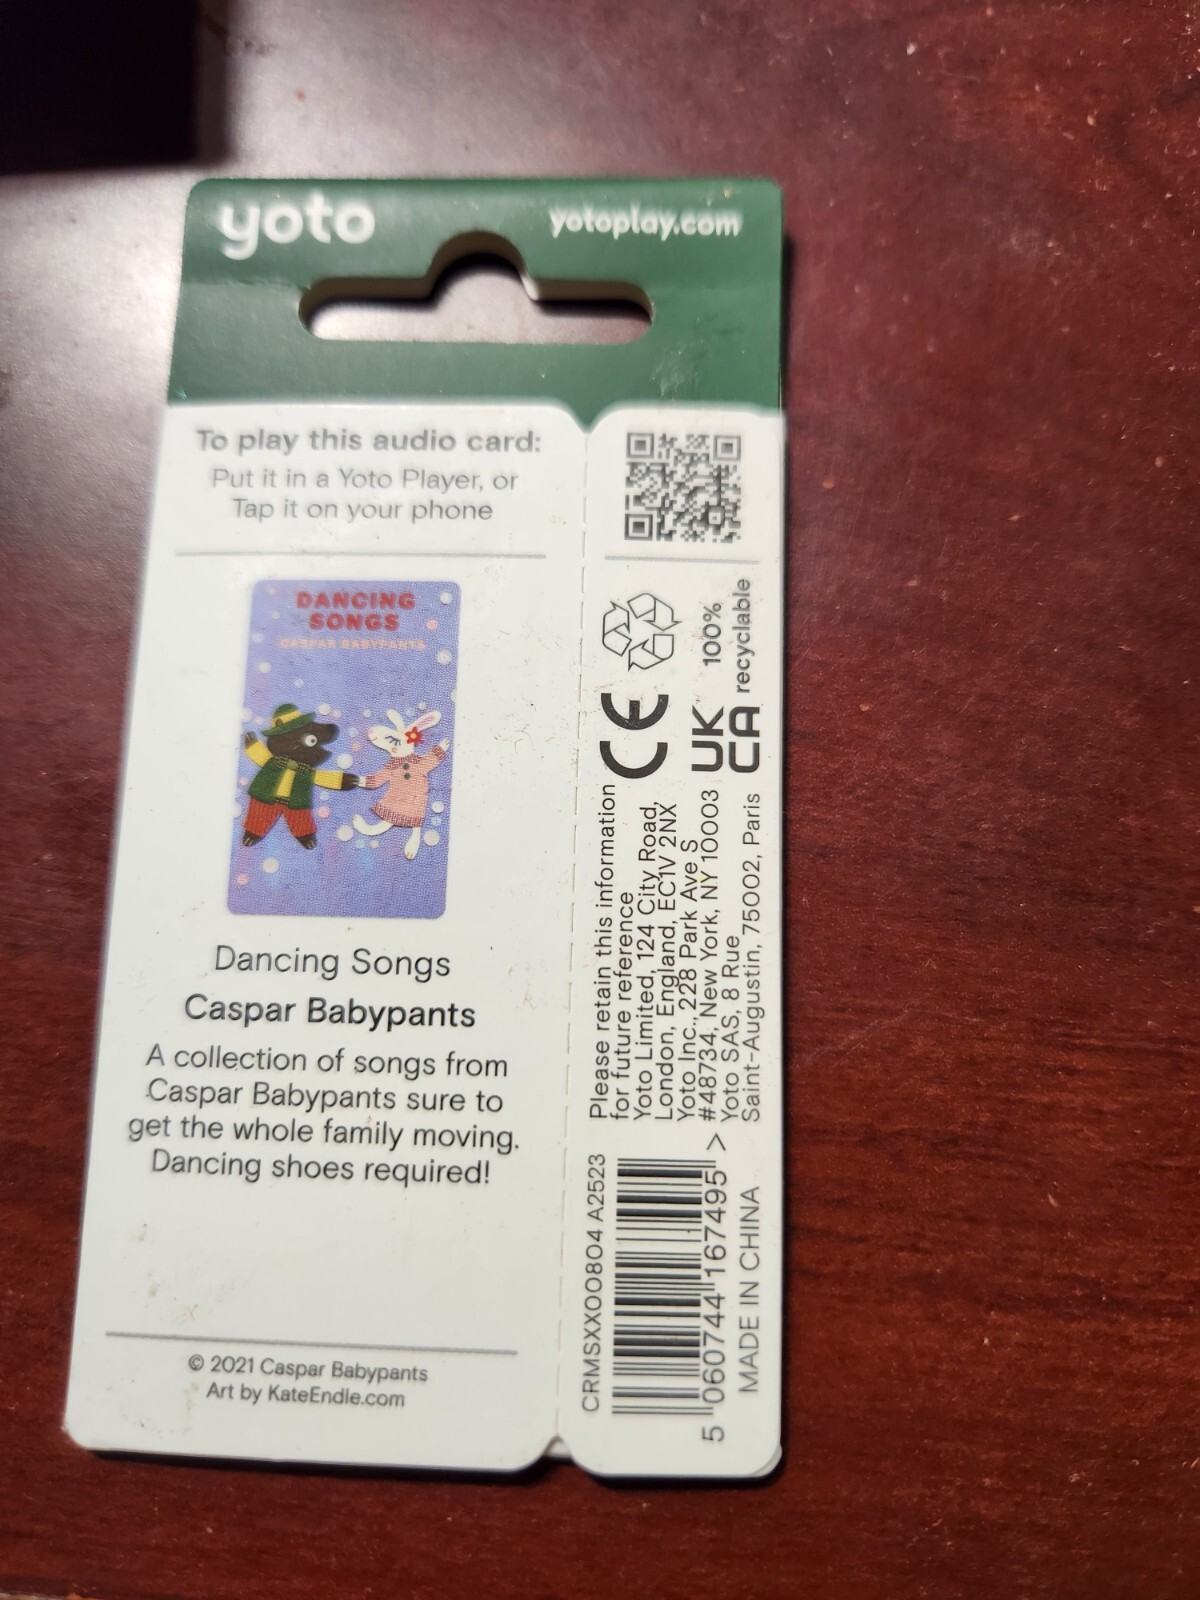 yoto
yotoplay.com
To play this audio card:
Put it in a Yoto Player, or
Tap it on your phone
DANCING
SONGS
CASPAR BABYPANTS
Dancing Songs
Caspar Babypants
A collection of songs from
Caspar Babypants sure to
get the whole family moving.
Dancing shoes required!
© 2021 Caspar Babypants
Art by KateEndle.com
100%
recyclable
CE
UK
CA
Please retain this information
for future reference
Yoto Limited, 124 City Road,
London, England, EC1V 2NX
Yoto Inc., 228 Park Ave S
#48734, New York, NY 10003
Yoto SAS, 8 Rue
Saint-Augustin, 75002, Paris
CRMSXX00804 A2523
5 060744 167495 >
MADE IN CHINA